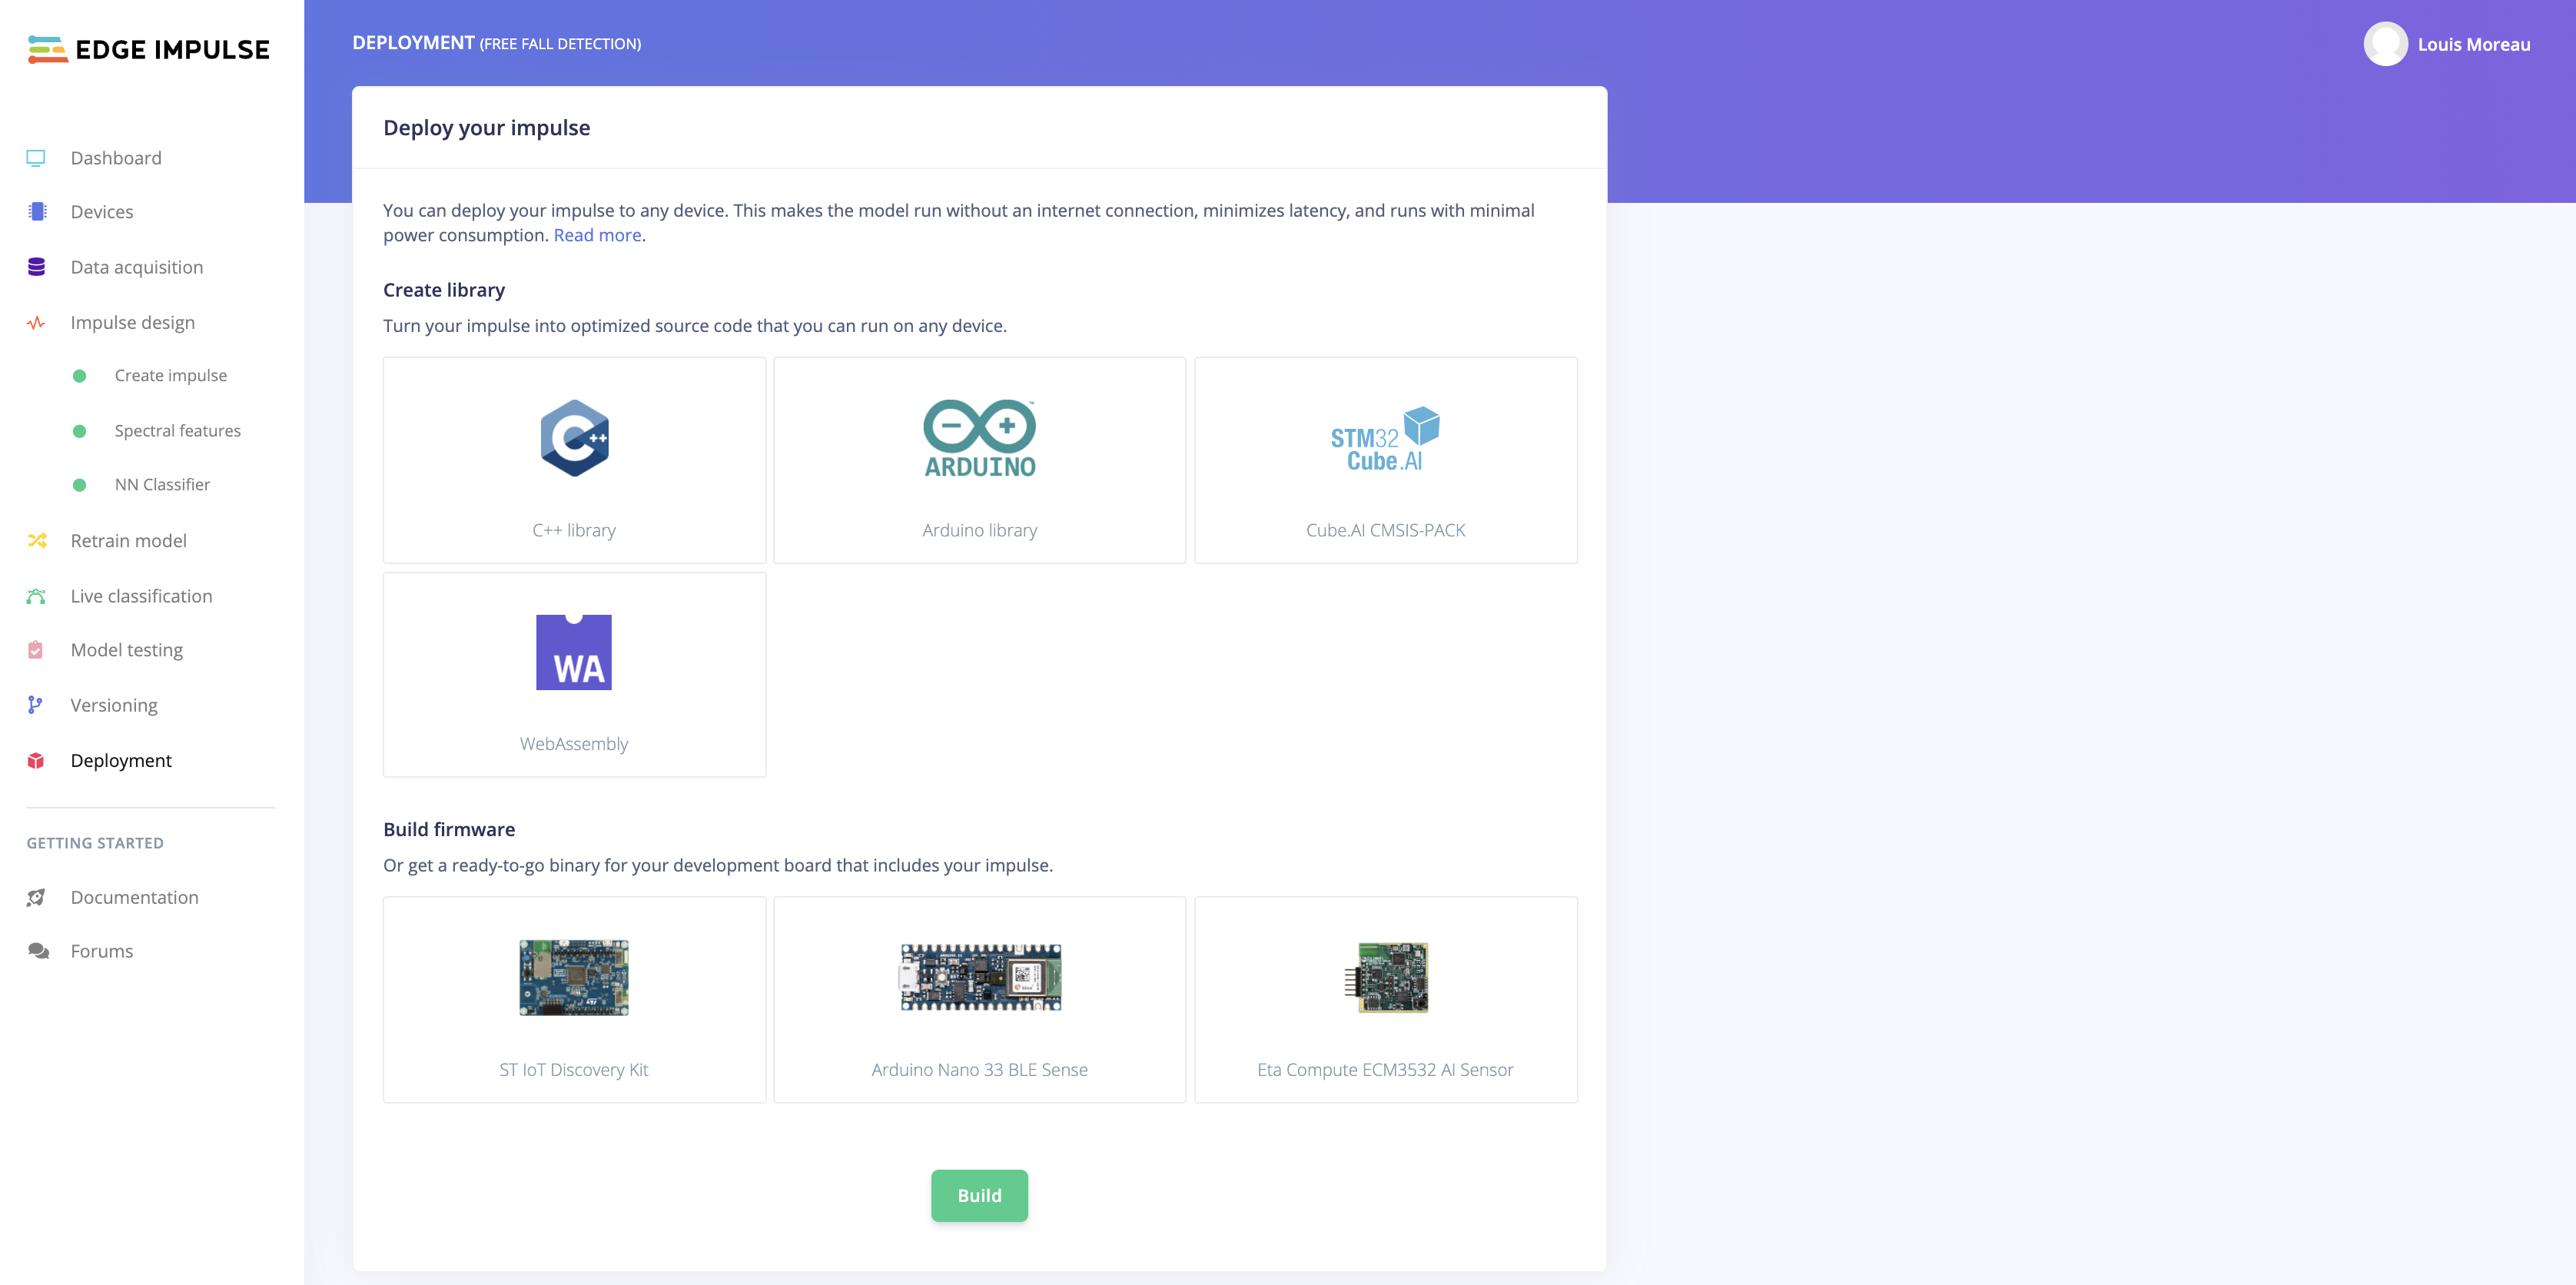 EDGE IMPULSE
DEPLOYMENT (FREE FALL DETECTION)
Louis Moreau
Dashboard
Devices
Data acquisition
Impulse design
Create impulse
Spectral features
NN Classifier
Retrain model
Live classification
Model testing
Versioning
Deployment
GETTING STARTED
Documentation
Forums
Deploy your impulse
You can deploy your impulse to any device. This makes the model run without an internet connection, minimizes latency, and runs with minimal
power consumption. Read more.
Create library
Turn your impulse into optimized source code that you can run on any device.
C++
C++ library
ARDUINO
™
Arduino library
STM32
Cube.AI
Cube.AI CMSIS-PACK
WA
WebAssembly
Build firmware
Or get a ready-to-go binary for your development board that includes your impulse.
ST IoT Discovery Kit
Arduino Nano 33 BLE Sense
Eta Compute ECM3532 AI Sensor
Build